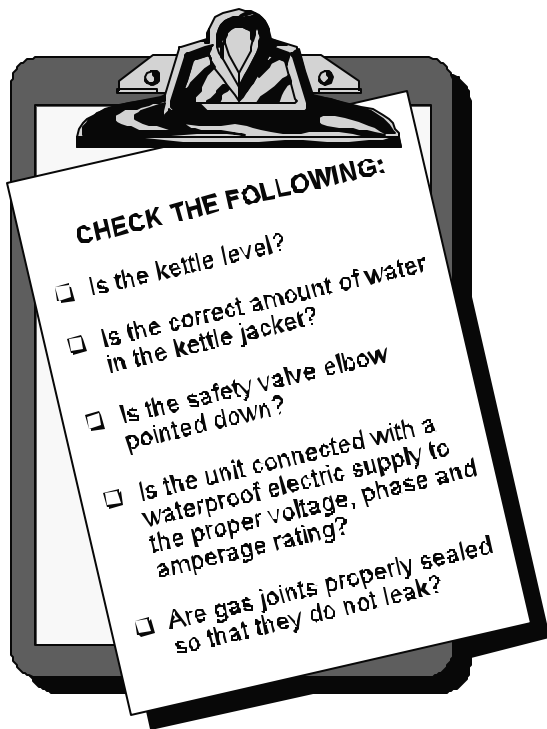 CHECK THE FOLLOWING:
Is the kettle level?
Is the correct amount of water
in the kettle jacket?
Is the safety valve elbow
pointed down?
Is the unit connected with a
waterproof electric supply to
the proper voltage, phase and
amperage rating?
Are gas joints properly sealed
so that they do not leak?